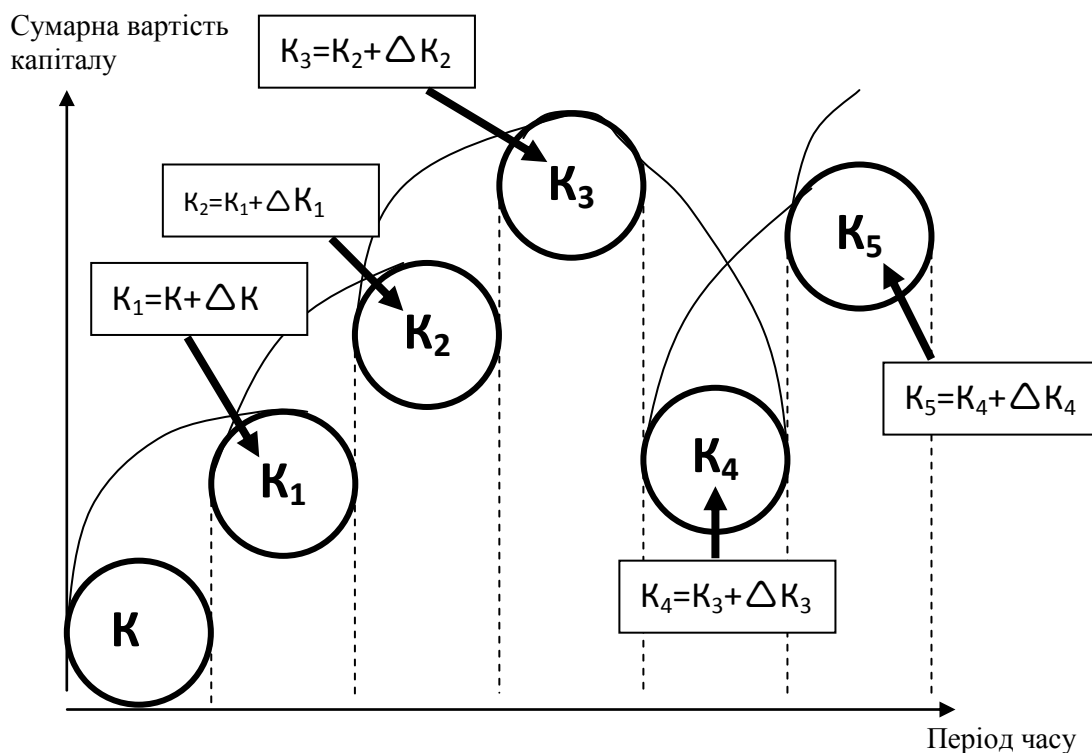 Сумарна вартість
капіталу
К₃=К₂+△К₂
К₂=К₁+△К₁
К₁=К+△К
К₃
К₅
К₂
К₅=К₄+△К₄
К₁
К₄
К₄=К₃+△К₃
К
Період часу